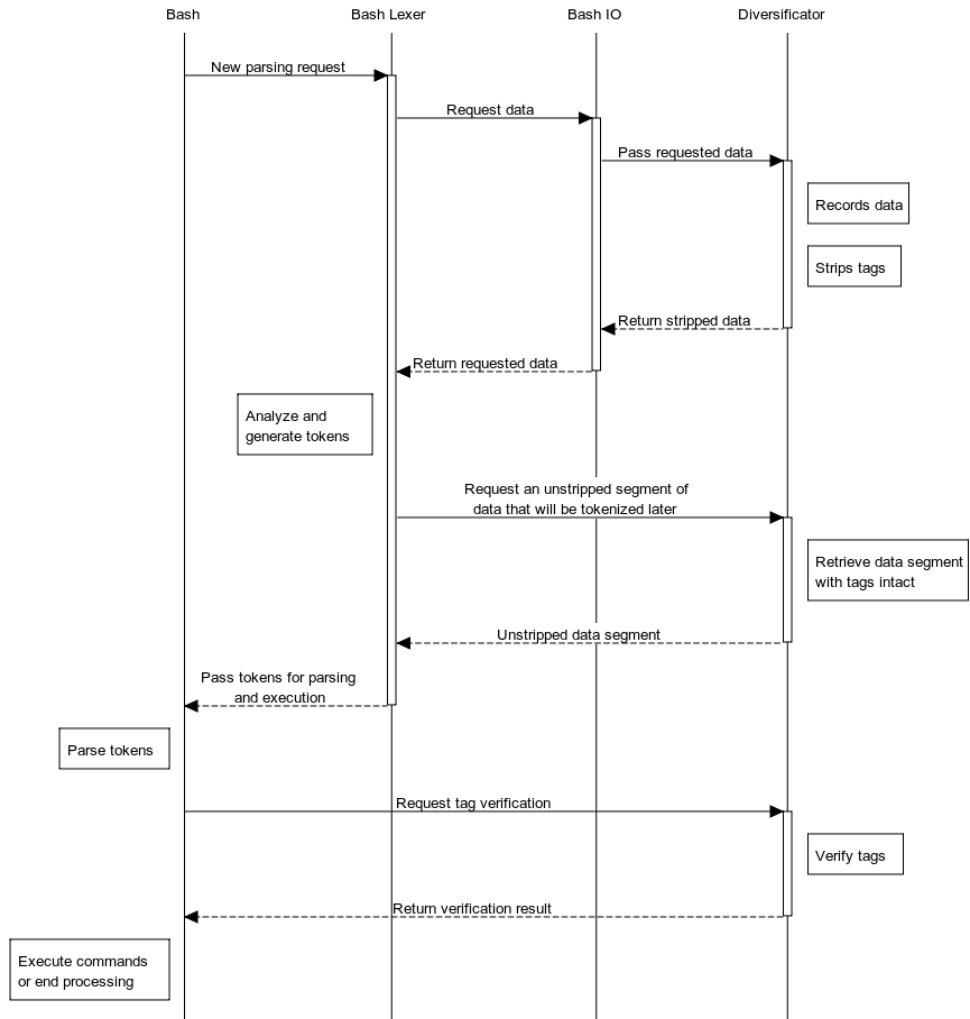 Bash
Bash Lexer
Bash IO
Diversificator
New parsing request
Request data
Pass requested data
Records data
Strips tags
Return stripped data
Return requested data
Analyze and
generate tokens
Request an unstripped segment of
data that will be tokenized later
Retrieve data segment
with tags intact
Unstripped data segment
Pass tokens for parsing
and execution
Parse tokens
Request tag verification
Verify tags
Return verification result
Execute commands
or end processing